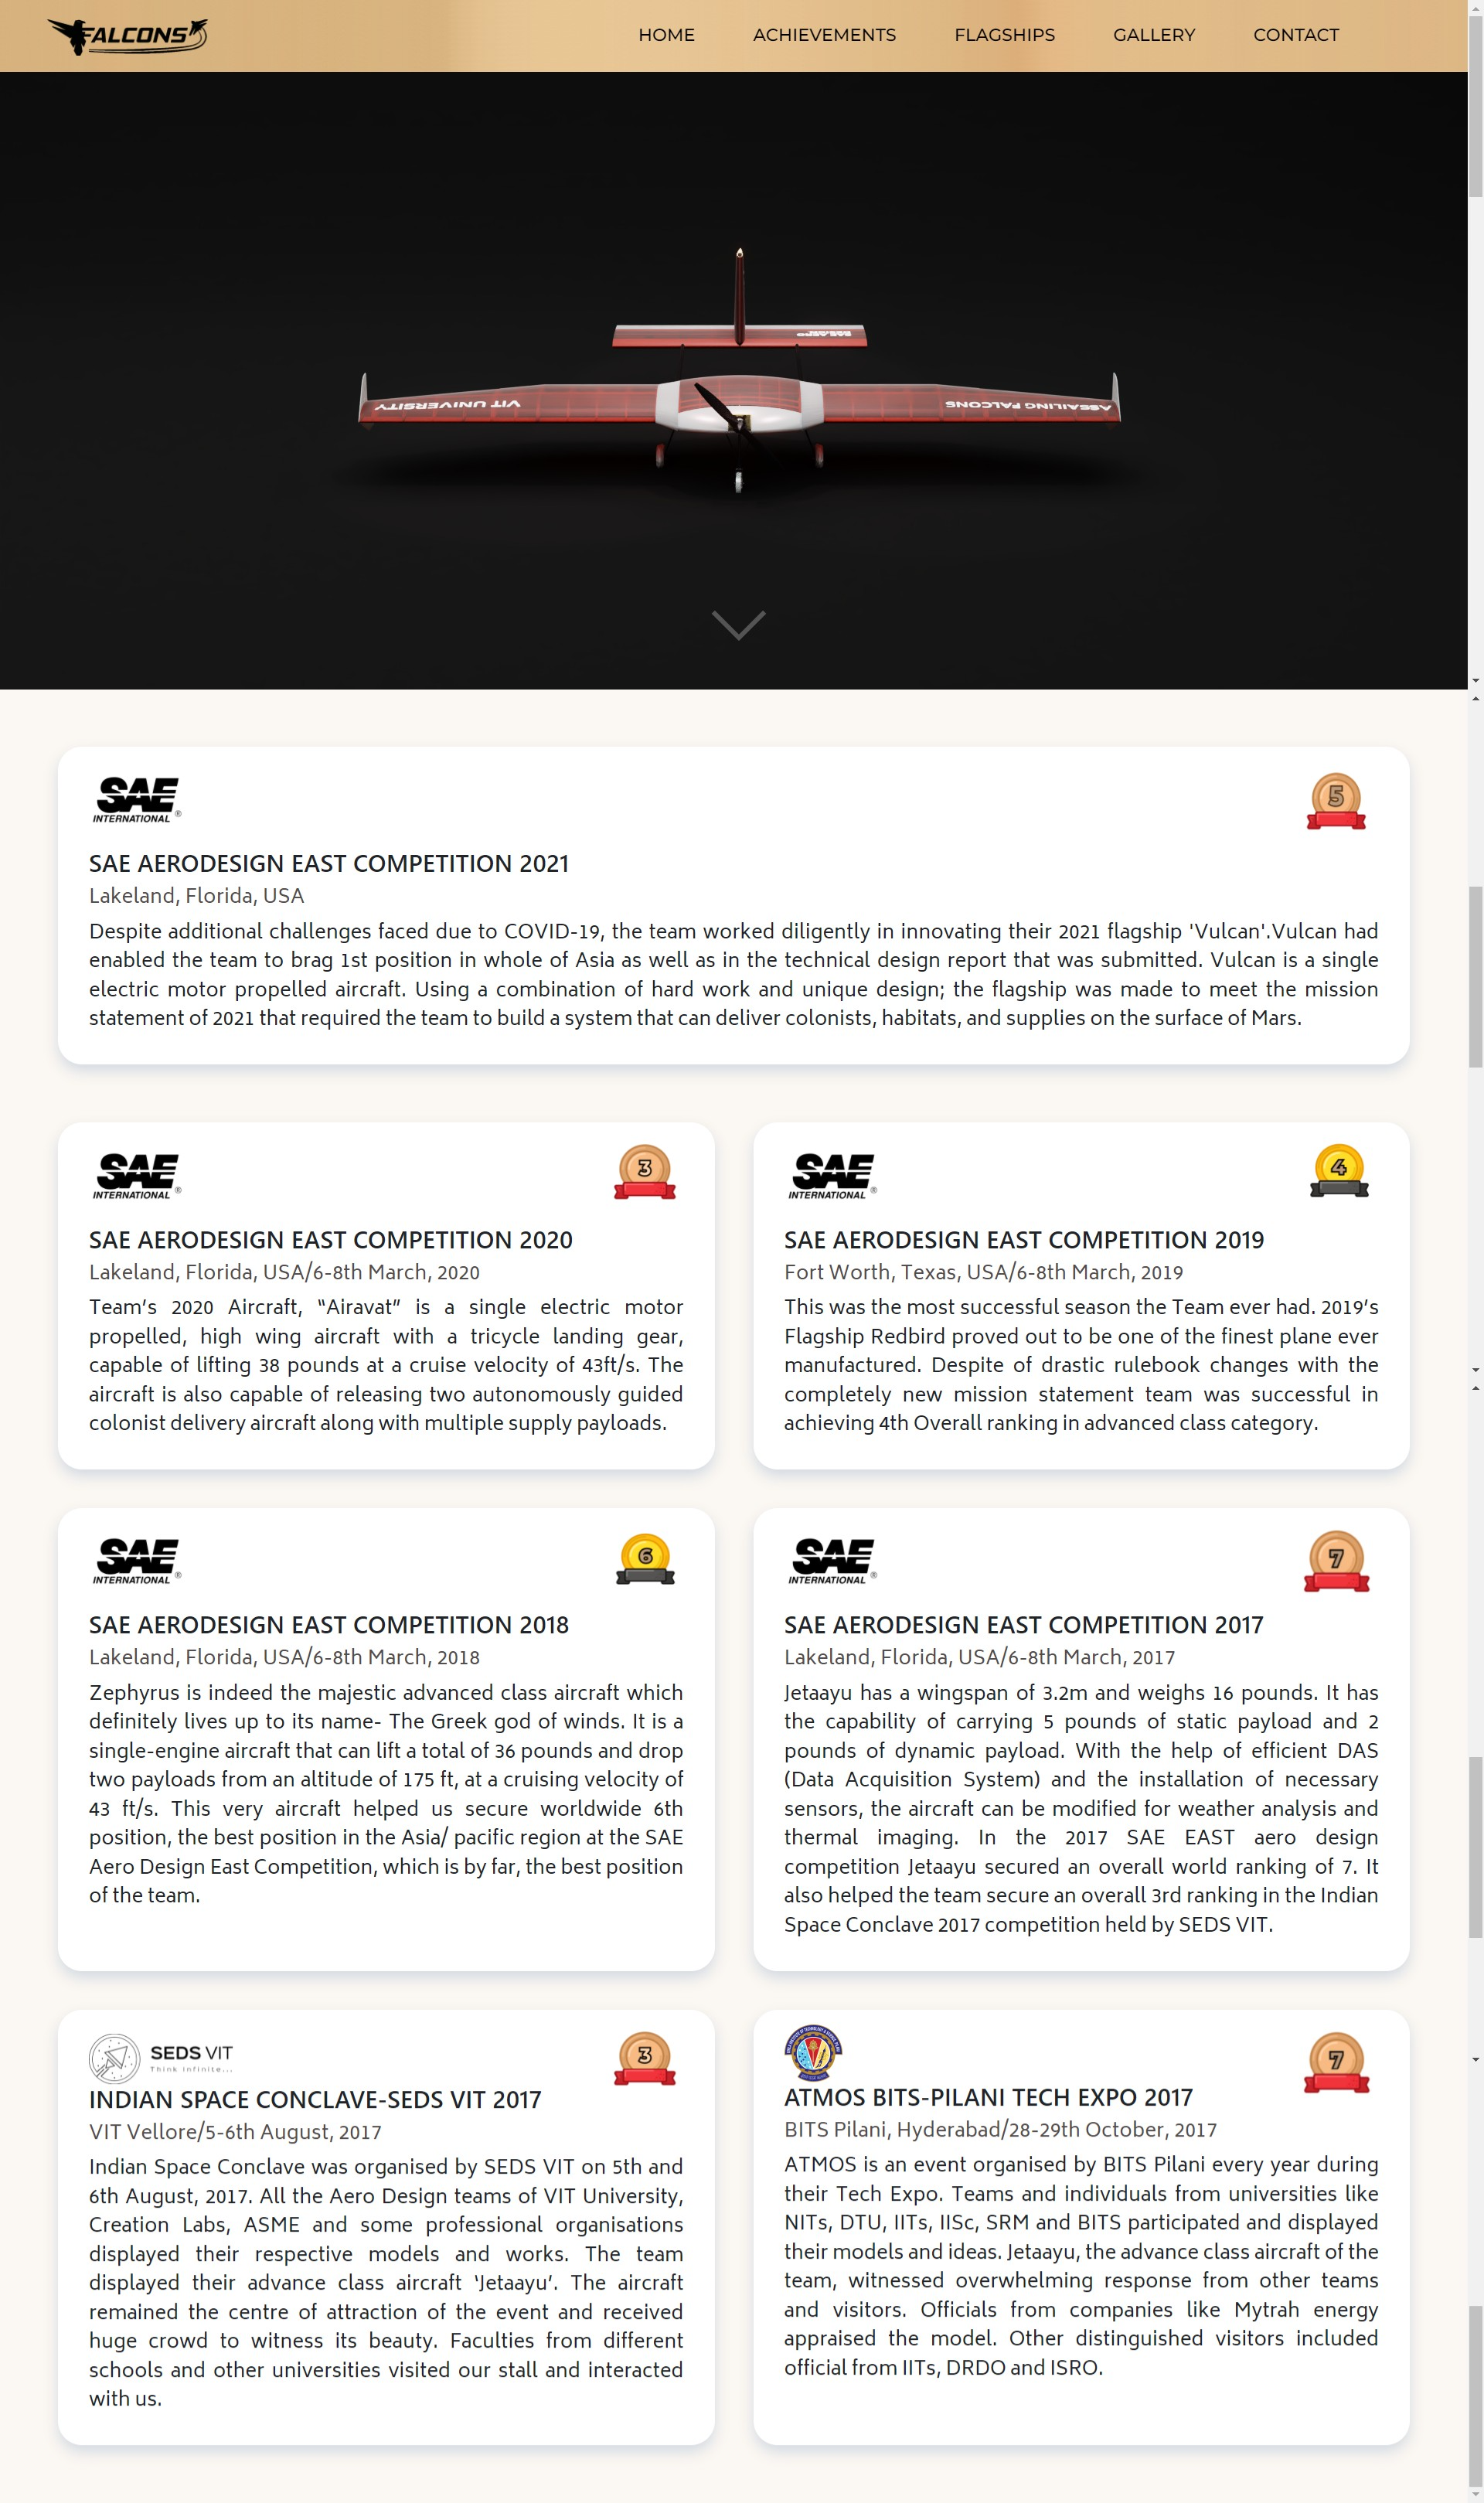 FALCONS
HOME
ACHIEVEMENTS
FLAGSHIPS
GALLERY
CONTACT
SAE AERO
DESIGN
VIT UNIVERSITY
ASSAILING FALCONS
SAE
INTERNATIONAL®
5
SAE AERODESIGN EAST COMPETITION 2021
Lakeland, Florida, USA
Despite additional challenges faced due to COVID-19, the team worked diligently in innovating their 2021 flagship 'Vulcan'.Vulcan had
enabled the team to brag 1st position in whole of Asia as well as in the technical design report that was submitted. Vulcan is a single
electric motor propelled aircraft. Using a combination of hard work and unique design; the flagship was made to meet the mission
statement of 2021 that required the team to build a system that can deliver colonists, habitats, and supplies on the surface of Mars.
SAE
INTERNATIONAL®
3
SAE AERODESIGN EAST COMPETITION 2020
Lakeland, Florida, USA/6-8th March, 2020
Team’s 2020 Aircraft, “Airavat” is a single electric motor
propelled, high wing aircraft with a tricycle landing gear,
capable of lifting 38 pounds at a cruise velocity of 43ft/s. The
aircraft is also capable of releasing two autonomously guided
colonist delivery aircraft along with multiple supply payloads.
SAE
INTERNATIONAL®
4
SAE AERODESIGN EAST COMPETITION 2019
Fort Worth, Texas, USA/6-8th March, 2019
This was the most successful season the Team ever had. 2019’s
Flagship Redbird proved out to be one of the finest plane ever
manufactured. Despite of drastic rulebook changes with the
completely new mission statement team was successful in
achieving 4th Overall ranking in advanced class category.
SAE
INTERNATIONAL®
6
SAE AERODESIGN EAST COMPETITION 2018
Lakeland, Florida, USA/6-8th March, 2018
Zephyrus is indeed the majestic advanced class aircraft which
definitely lives up to its name- The Greek god of winds. It is a
single-engine aircraft that can lift a total of 36 pounds and drop
two payloads from an altitude of 175 ft, at a cruising velocity of
43 ft/s. This very aircraft helped us secure worldwide 6th
position, the best position in the Asia/ pacific region at the SAE
Aero Design East Competition, which is by far, the best position
of the team.
SAE
INTERNATIONAL®
7
SAE AERODESIGN EAST COMPETITION 2017
Lakeland, Florida, USA/6-8th March, 2017
Jetaayu has a wingspan of 3.2m and weighs 16 pounds. It has
the capability of carrying 5 pounds of static payload and 2
pounds of dynamic payload. With the help of efficient DAS
(Data Acquisition System) and the installation of necessary
sensors, the aircraft can be modified for weather analysis and
thermal imaging. In the 2017 SAE EAST aero design
competition Jetaayu secured an overall world ranking of 7. It
also helped the team secure an overall 3rd ranking in the Indian
Space Conclave 2017 competition held by SEDS VIT.
SEDS VIT
Think Infinite...
3
INDIAN SPACE CONCLAVE-SEDS VIT 2017
VIT Vellore/5-6th August, 2017
Indian Space Conclave was organised by SEDS VIT on 5th and
6th August, 2017. All the Aero Design teams of VIT University,
Creation Labs, ASME and some professional organisations
displayed their respective models and works. The team
displayed their advance class aircraft ‘Jetaayu’. The aircraft
remained the centre of attraction of the event and received
huge crowd to witness its beauty. Faculties from different
schools and other universities visited our stall and interacted
with us.
7
ATMOS BITS-PILANI TECH EXPO 2017
BITS Pilani, Hyderabad/28-29th October, 2017
ATMOS is an event organised by BITS Pilani every year during
their Tech Expo. Teams and individuals from universities like
NITs, DTU, IITs, IISc, SRM and BITS participated and displayed
their models and ideas. Jetaayu, the advance class aircraft of the
team, witnessed overwhelming response from other teams
and visitors. Officials from companies like Mytrah energy
appraised the model. Other distinguished visitors included
official from IITs, DRDO and ISRO.